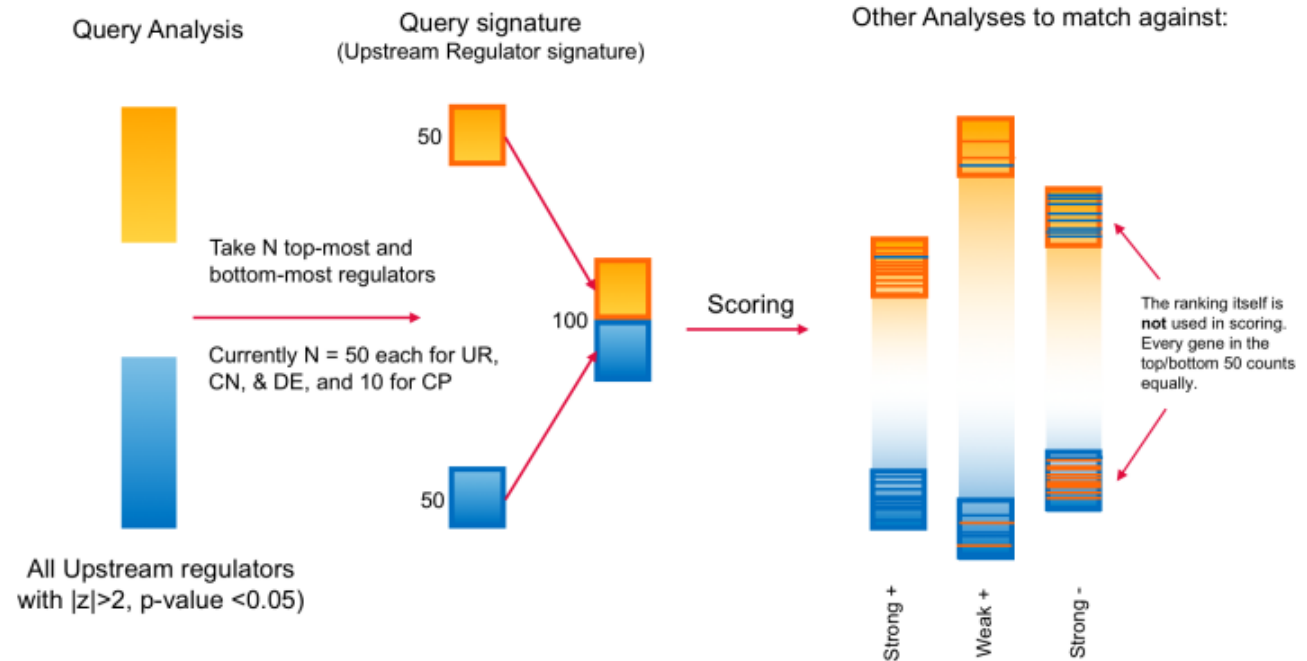 Query Analysis
Query signature
(Upstream Regulator signature)
Other Analyses to match against:
50
Take N top-most and
bottom-most regulators
100
Scoring
Currently N = 50 each for UR,
CN, & DE, and 10 for CP
The ranking itself is
not used in scoring.
Every gene in the
top/bottom 50 counts
equally.
50
All Upstream regulators
with |z|>2, p-value <0.05)
Strong +
Weak +
Strong -